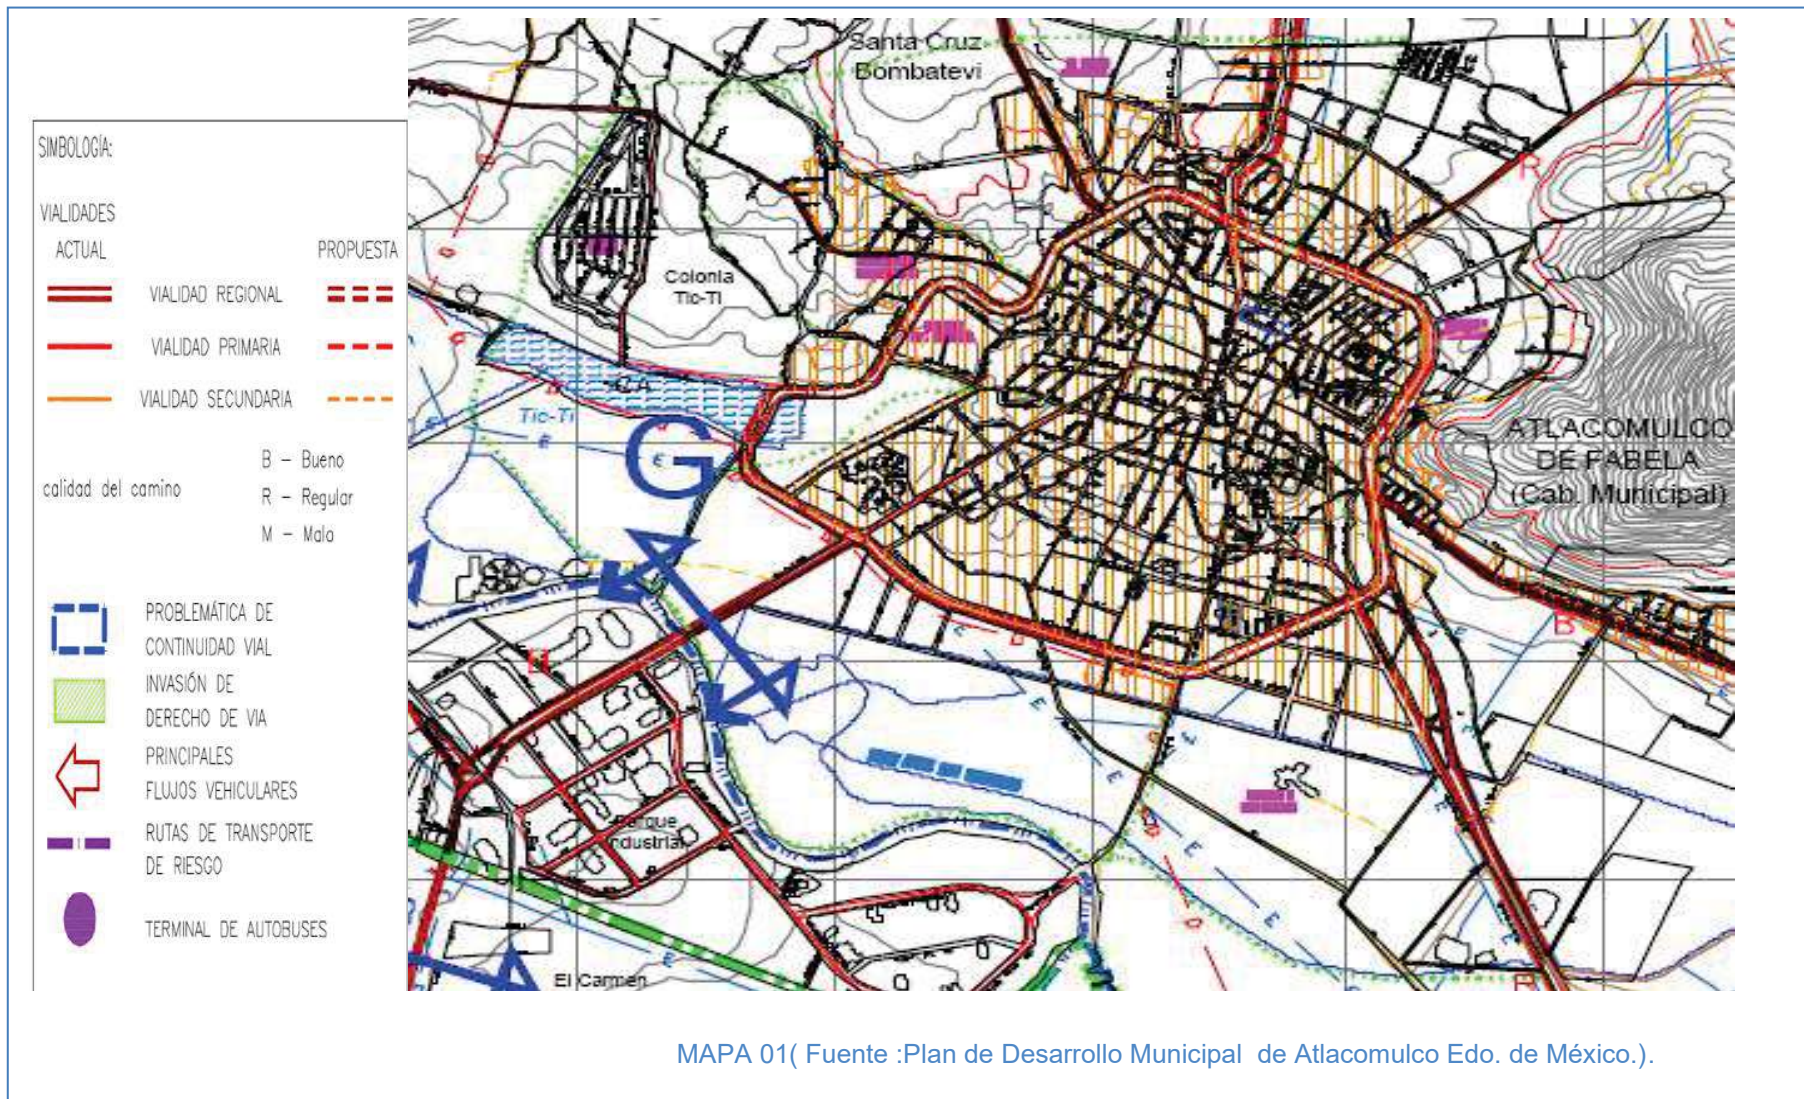 SIMBOLOGÍA:
VIALIDADES
ACTUAL PROPUESTA
VIALIDAD REGIONAL
VIALIDAD PRIMARIA
VIALIDAD SECUNDARIA
calidad del camino
B – Bueno
R – Regular
M – Malo
PROBLEMÁTICA DE
CONTINUIDAD VIAL
INVASIÓN DE
DERECHO DE VIA
PRINCIPALES
FLUJOS VEHICULARES
RUTAS DE TRANSPORTE
DE RIESGO
TERMINAL DE AUTOBUSES
Santa Cruz
Bombatevi
R
Colonia
Tic-Ti
Tic-Ti
G
ATLACOMULCO
DE FABELA
(Cab. Municipal)
B
Parque
Industrial
El Carmen
MAPA 01( Fuente :Plan de Desarrollo Municipal de Atlacomulco Edo. de México.).